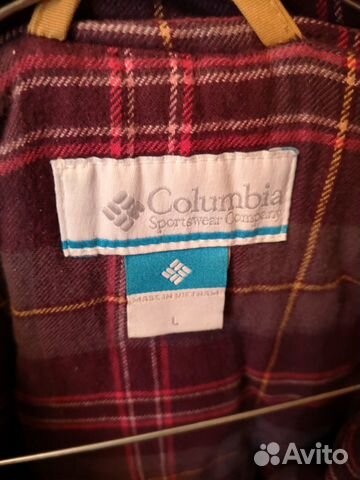 Columbia
Sportswear Company
MADE IN VIETNAM
L
Avito